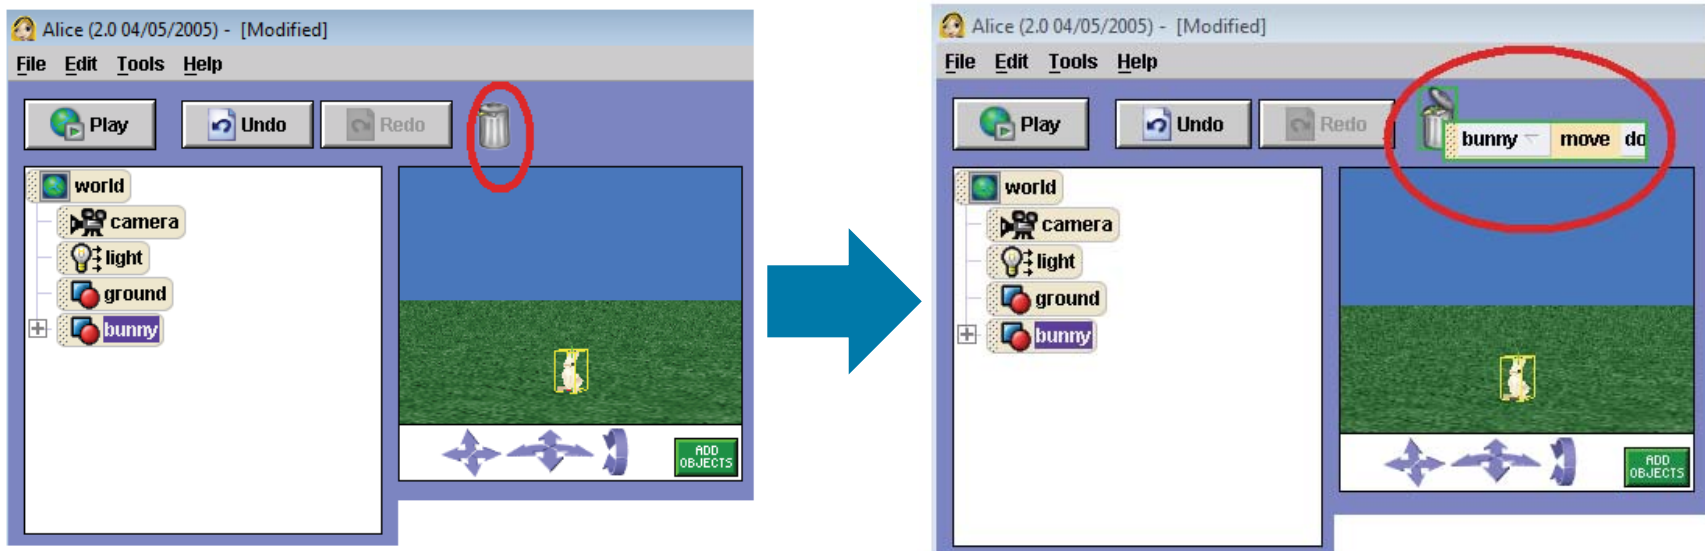 Alice (2.0 04/05/2005) - [Modified]
File Edit Tools Help
Play Undo Redo
world
camera
light
ground
bunny
ADD
OBJECTS
Alice (2.0 04/05/2005) - [Modified]
File Edit Tools Help
Play Undo Redo
bunny move do
world
camera
light
ground
bunny
ADD
OBJECTS